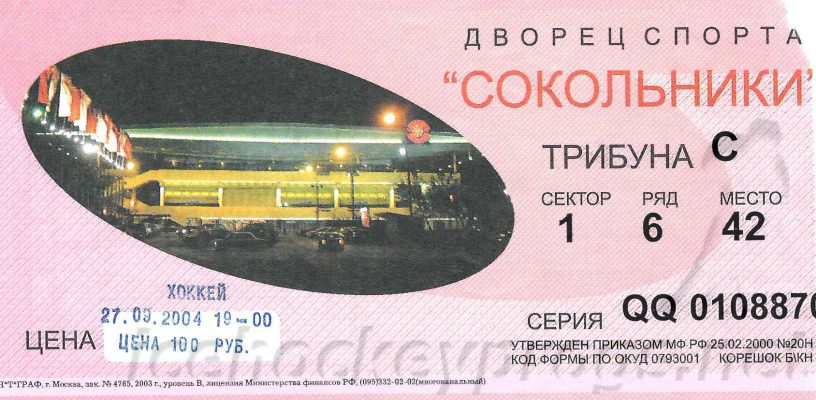 ДВОРЕЦ СПОРТА
"СОКОЛЬНИКИ"
ТРИБУНА С
СЕКТОР РЯД МЕСТО
1 6 42
ХОККЕЙ
27.09.2004 19-00
ЦЕНА ЦЕНА 100 РУБ.
СЕРИЯ QQ 0108870
УТВЕРЖДЕН ПРИКАЗОМ МФ РФ 25.02.2000 №20Н
КОД ФОРМЫ ПО ОКУД 0793001 КОРЕШОК Б\КН
Н*Т*ГРАФ, г. Москва, зак. № 4765, 2003 г., уровень В, лицензия Министерства финансов РФ, (095)332-02-02(многоканальный)